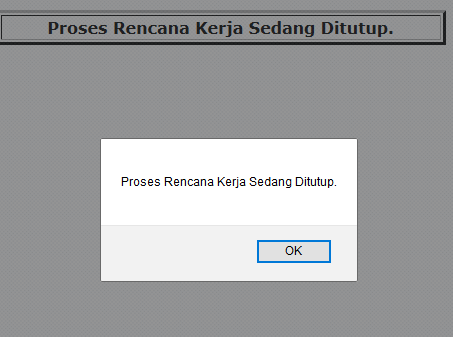 Proses Rencana Kerja Sedang Ditutup.
Proses Rencana Kerja Sedang Ditutup.
OK